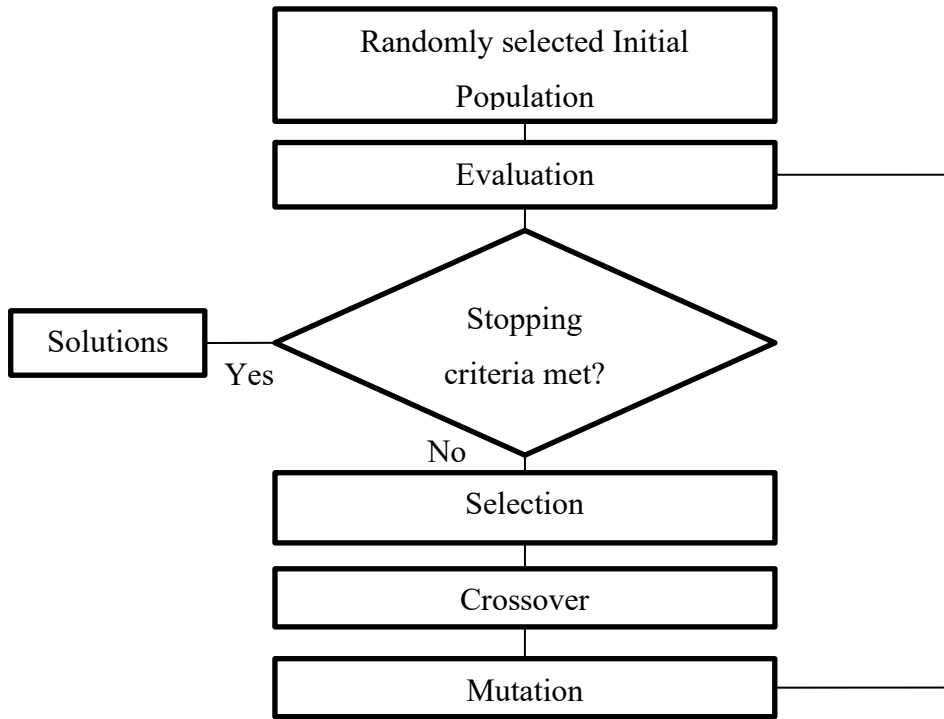 Randomly selected Initial
Population
Evaluation
Stopping
criteria met?
Solutions
Yes
No
Selection
Crossover
Mutation